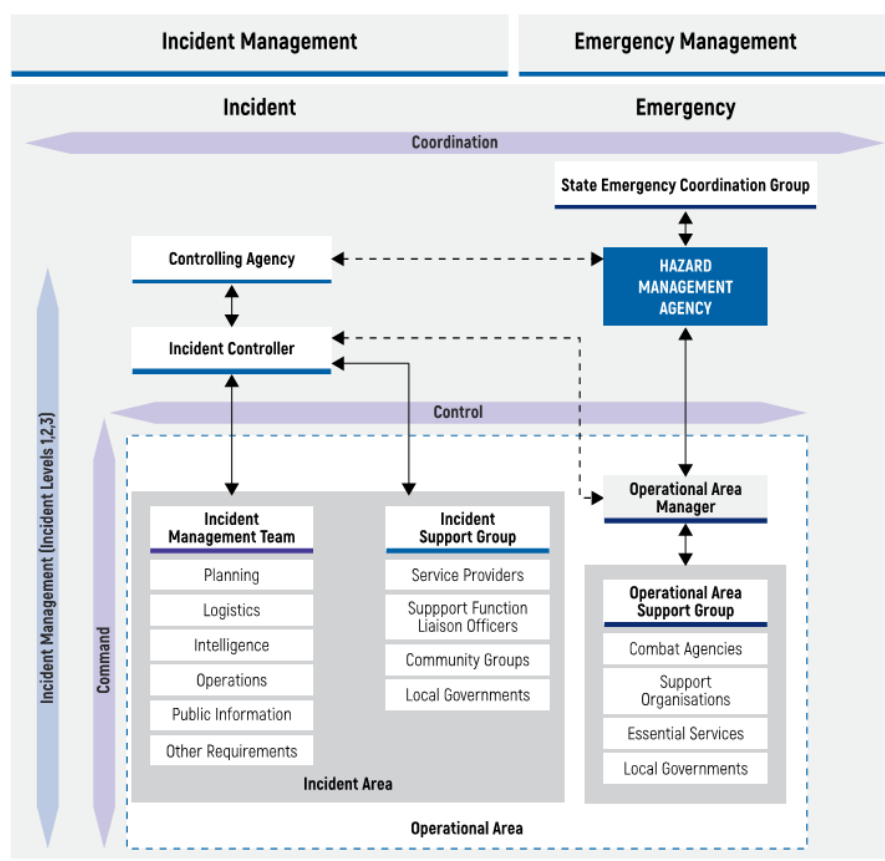 Incident Management
Emergency Management
Incident
Emergency
Coordination
State Emergency Coordination Group
Controlling Agency
HAZARD
MANAGEMENT
AGENCY
Incident Controller
Incident Management (Incident Levels 1,2,3)
Command
Control
Operational Area
Manager
Incident
Management Team
Planning
Logistics
Intelligence
Operations
Public Information
Other Requirements
Incident
Support Group
Service Providers
Suppport Function
Liaison Officers
Community Groups
Local Governments
Incident Area
Operational Area
Support Group
Combat Agencies
Support
Organisations
Essential Services
Local Governments
Operational Area